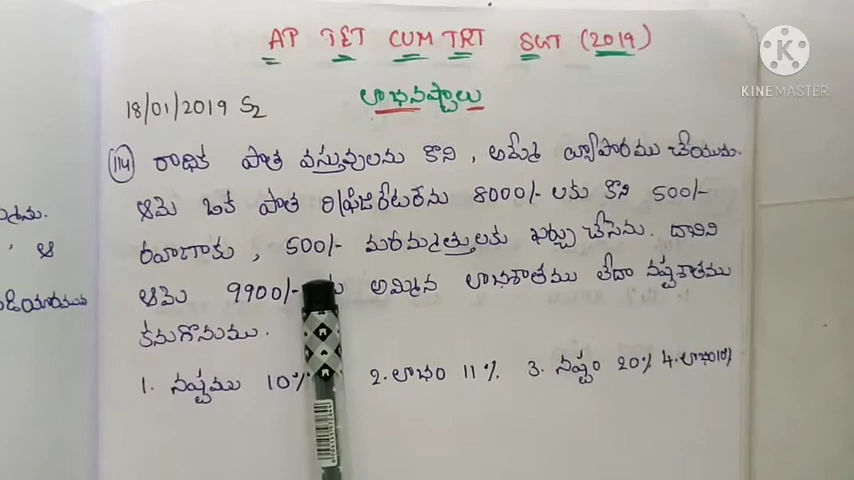 AP TET CUM TRT SGT (2019)
KINEMASTER
18/01/2019 S2 లాభనష్టాలు
114 రాధిక పాత వస్తువులను కొని, అమ్మే వ్యాపారము చేయును.
ఆమె ఒక పాత రిఫ్రిజిరేటరేను 8000/- లకు కొని 500/-
రవాణాకు, 500/- మరమ్మత్తులకు ఖర్చు చేసెను. దానిని
ఆమె 9900/- అమ్మిన లాభశాతము లేదా నష్టశాతము
కనుగొనుము.
1. నష్టము 10% 2. లాభం 11%. 3. నష్టం 20% 4. లాభం10%